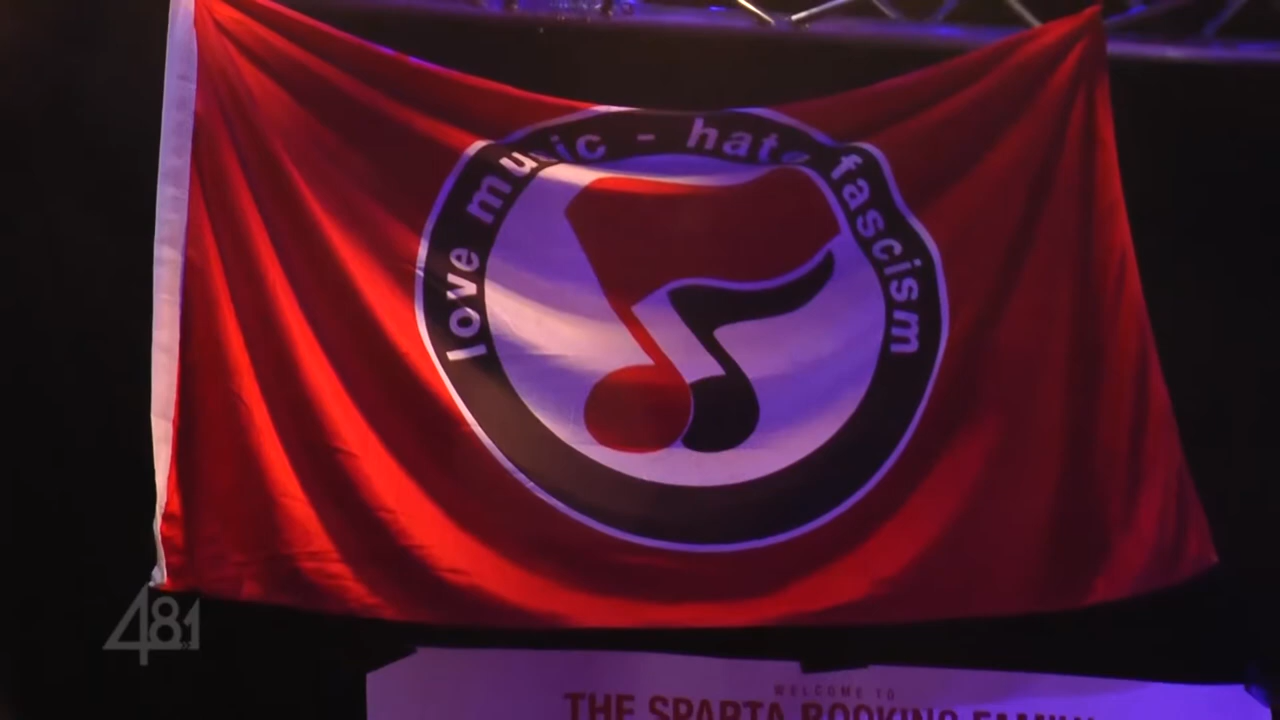 love music - hate fascism
481
WELCOME TO
THE SPARTA BOOKING FAMILY